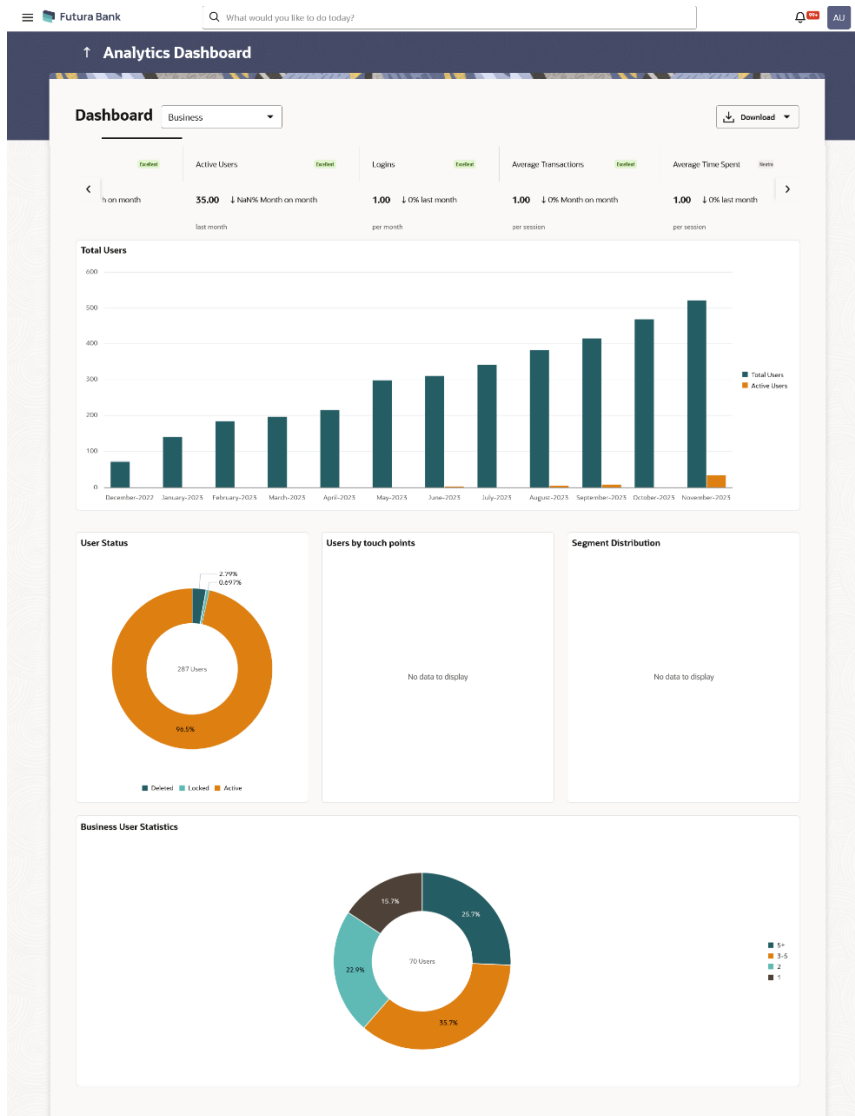 Futura Bank
What would you like to do today?
99+
AU
↑ Analytics Dashboard
Dashboard
Business
Download
Excellent
h on month
Active Users
Excellent
35.00 ↓ NaN% Month on month
last month
Logins
Excellent
1.00 ↓ 0% last month
per month
Average Transactions
Excellent
1.00 ↓ 0% Month on month
per session
Average Time Spent
1.00 ↓ 0% last month
per session
Total Users
600
500
400
300
200
100
0
December-2022 January-2023 February-2023 March-2023 April-2023 May-2023 June-2023 July-2023 August-2023 September-2023 October-2023 November-2023
Total Users
Active Users
User Status
2.79%
0.697%
287 Users
96.5%
Deleted Locked Active
Users by touch points
No data to display
Segment Distribution
No data to display
Business User Statistics
15.7%
25.7%
70 Users
22.9%
35.7%
5+
3-5
2
1